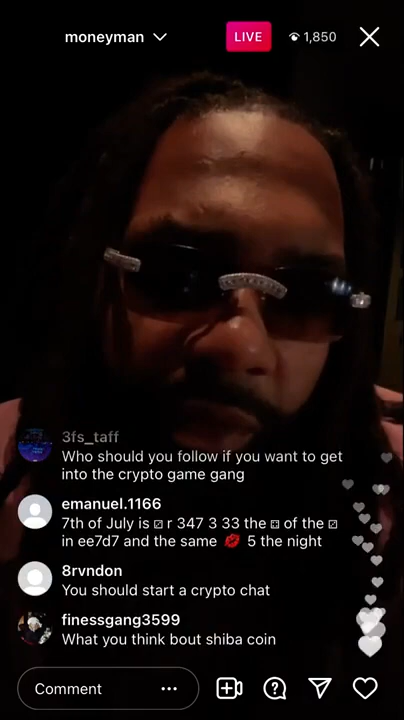 moneyman
LIVE
1,850
3fs_taff
Who should you follow if you want to get
into the crypto game gang
emanuel.1166
7th of July is ⚂ r 347 3 33 the ⚃ of the ⚂
in ee7d7 and the same 💋 5 the night
8rvndon
You should start a crypto chat
finessgang3599
What you think bout shiba coin
Comment